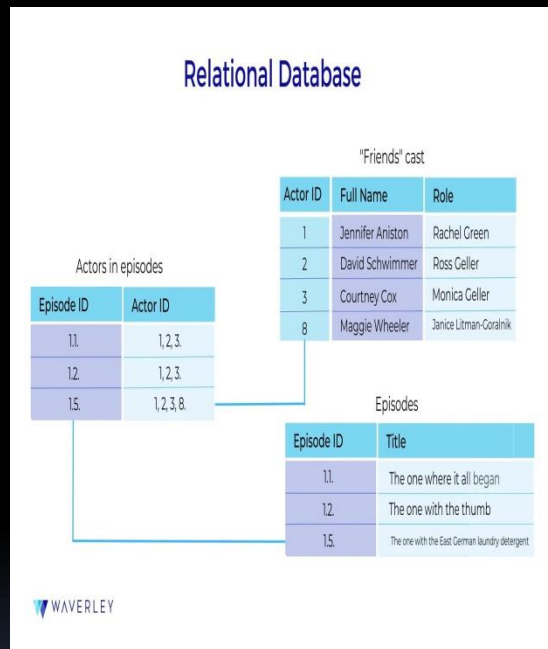 Relational Database
"Friends" cast
Actor ID Full Name Role
1 Jennifer Aniston Rachel Green
2 David Schwimmer Ross Geller
3 Courtney Cox Monica Geller
8 Maggie Wheeler Janice Litman-Goralnik
Actors in episodes
Episode ID Actor ID
1.1. 1, 2, 3.
1.2. 1, 2, 3.
1.5. 1, 2, 3, 8.
Episodes
Episode ID Title
1.1. The one where it all began
1.2. The one with the thumb
1.5. The one with the East German laundry detergent
WAVERLEY